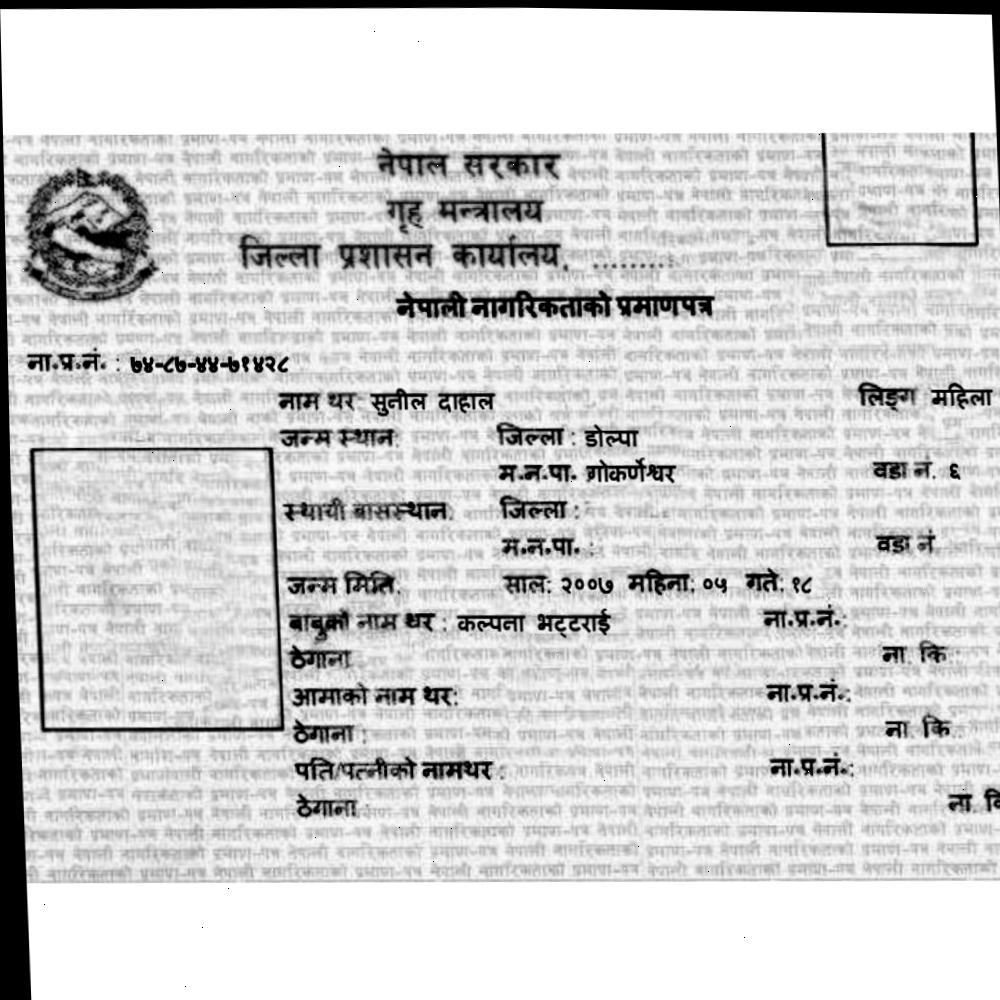 नेपाल सरकार
गृह मन्त्रालय
जिल्ला प्रशासन कार्यालय, ..........
नेपाली नागरिकताको प्रमाणपत्र
ना.प्र.नं. : ७४-८७-४४-७१४२८
नाम थर: सुनील दाहाल लिङ्ग महिला
जन्म स्थान: जिल्ला : डोल्पा
म.न.पा. गोकर्णेश्वर वडा नं. ६
स्थायी बासस्थान: जिल्ला :
म.न.पा. : वडा नं
जन्म मिति. साल: २००७ महिना: ०५ गते: १८
बाबुको नाम थर : कल्पना भट्टराई ना.प्र.नं.:
ठेगाना ना. कि
आमाको नाम थर: ना.प्र.नं.:
ठेगाना : ना. कि
पति/पत्नीको नामथर : ना.प्र.नं.:
ठेगाना : ना. कि